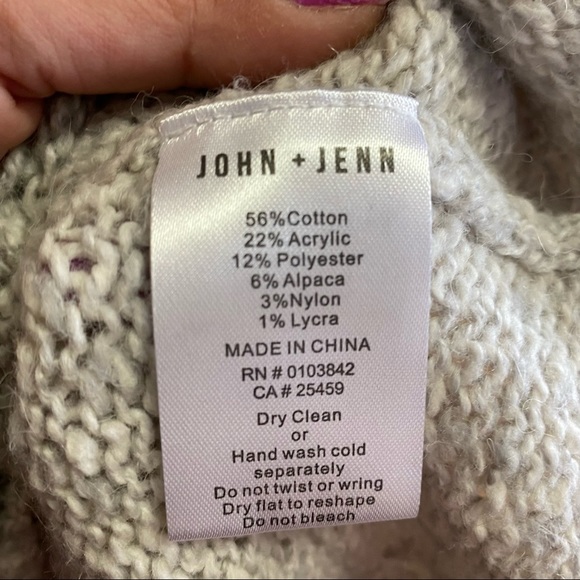 JOHN + JENN
56%Cotton
22% Acrylic
12% Polyester
6% Alpaca
3%Nylon
1% Lycra
MADE IN CHINA
RN # 0103842
CA # 25459
Dry Clean
or
Hand wash cold
separately
Do not twist or wring
Dry flat to reshape
Do not bleach